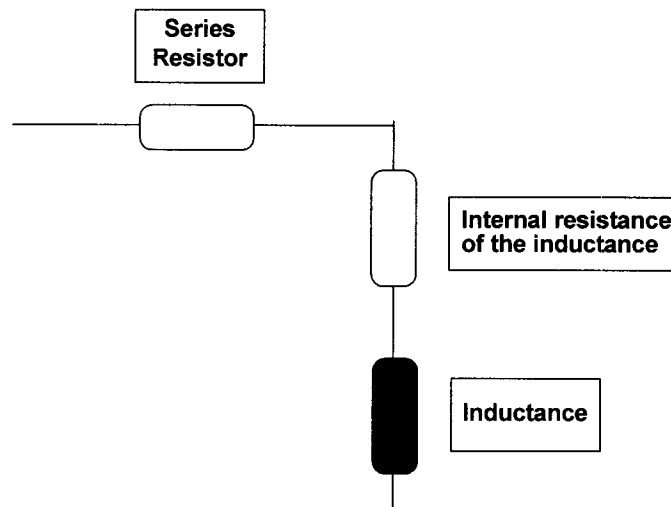 Series
Resistor
Internal resistance
of the inductance
Inductance